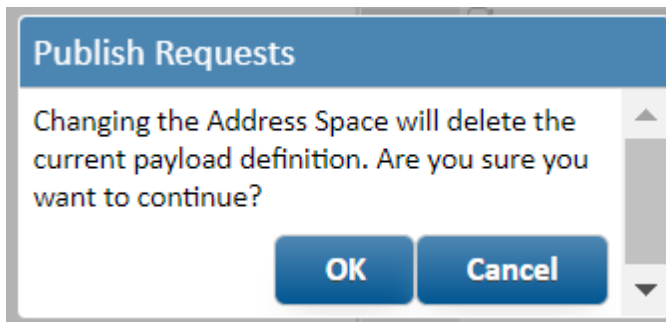 Publish Requests
Changing the Address Space will delete the
current payload definition. Are you sure you
want to continue?
OK
Cancel